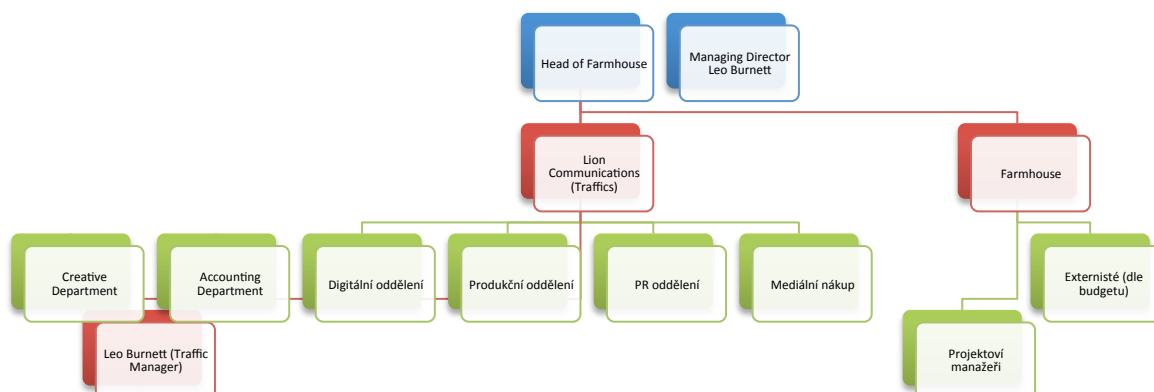 Head of Farmhouse
Managing Director
Leo Burnett
Lion
Communications
(Traffics)
Farmhouse
Creative
Department
Accounting
Department
Digitální oddělení
Produkční oddělení
PR oddělení
Mediální nákup
Externisté (dle
budgetu)
Leo Burnett (Traffic
Manager)
Projektoví
manažeři